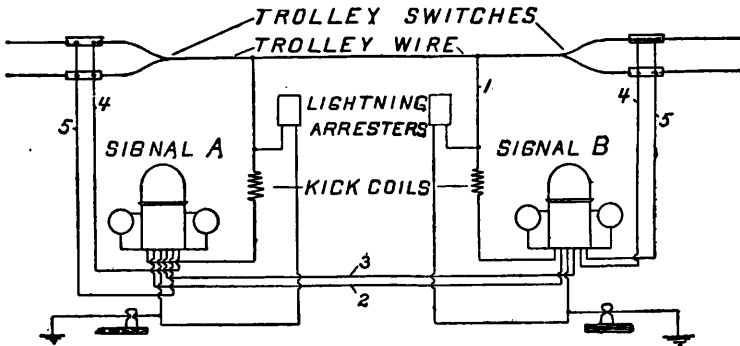 TROLLEY SWITCHES
TROLLEY WIRE
1
4
5
LIGHTNING
ARRESTERS
4
5
SIGNAL A
SIGNAL B
KICK COILS
3
2